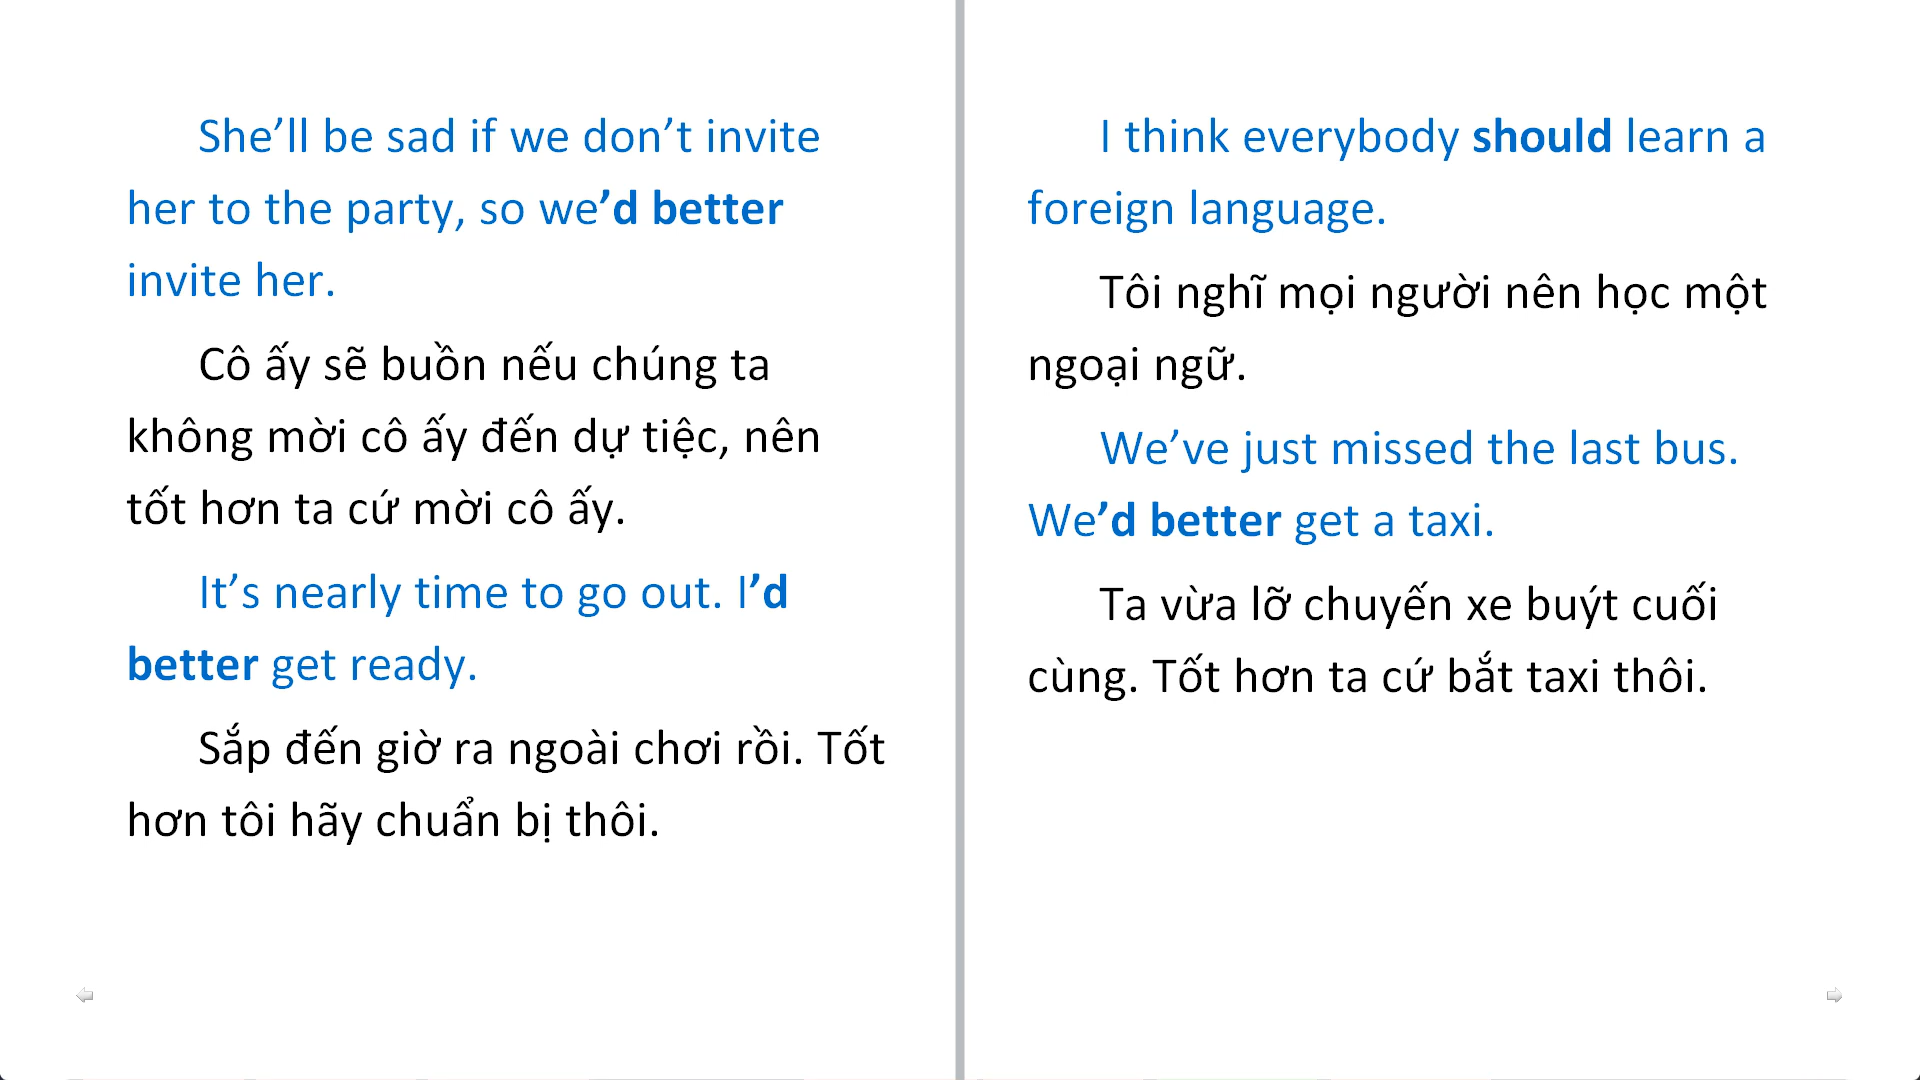 She’ll be sad if we don’t invite
her to the party, so we’d better
invite her.
Cô ấy sẽ buồn nếu chúng ta
không mời cô ấy đến dự tiệc, nên
tốt hơn ta cứ mời cô ấy.
It’s nearly time to go out. I’d
better get ready.
Sắp đến giờ ra ngoài chơi rồi. Tốt
hơn tôi hãy chuẩn bị thôi.
I think everybody should learn a
foreign language.
Tôi nghĩ mọi người nên học một
ngoại ngữ.
We’ve just missed the last bus.
We’d better get a taxi.
Ta vừa lỡ chuyến xe buýt cuối
cùng. Tốt hơn ta cứ bắt taxi thôi.